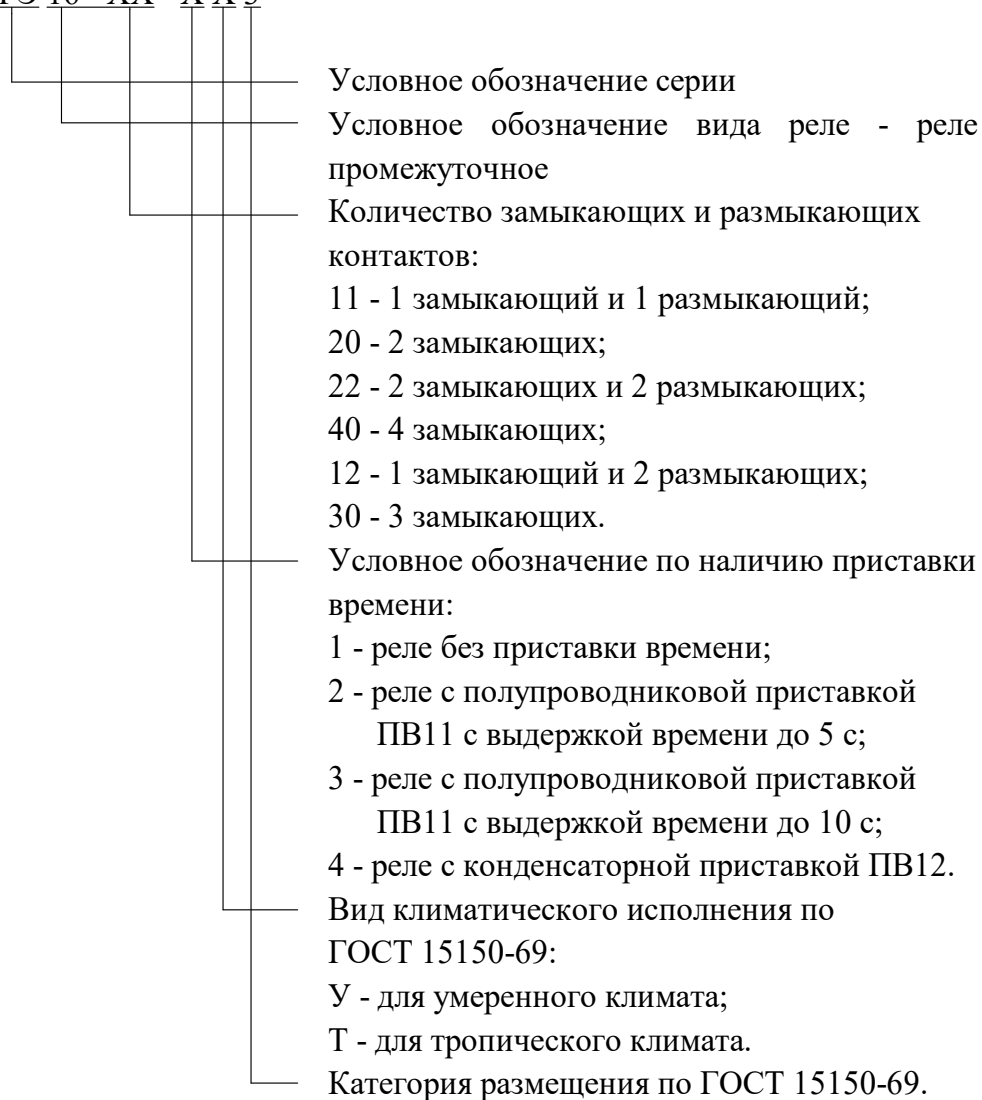 Условное обозначение серии
Условное обозначение вида реле - реле
промежуточное
Количество замыкающих и размыкающих
контактов:
11 - 1 замыкающий и 1 размыкающий;
20 - 2 замыкающих;
22 - 2 замыкающих и 2 размыкающих;
40 - 4 замыкающих;
12 - 1 замыкающий и 2 размыкающих;
30 - 3 замыкающих.
Условное обозначение по наличию приставки
времени:
1 - реле без приставки времени;
2 - реле с полупроводниковой приставкой
ПВ11 с выдержкой времени до 5 с;
3 - реле с полупроводниковой приставкой
ПВ11 с выдержкой времени до 10 с;
4 - реле с конденсаторной приставкой ПВ12.
Вид климатического исполнения по
ГОСТ 15150-69:
У - для умеренного климата;
Т - для тропического климата.
Категория размещения по ГОСТ 15150-69.